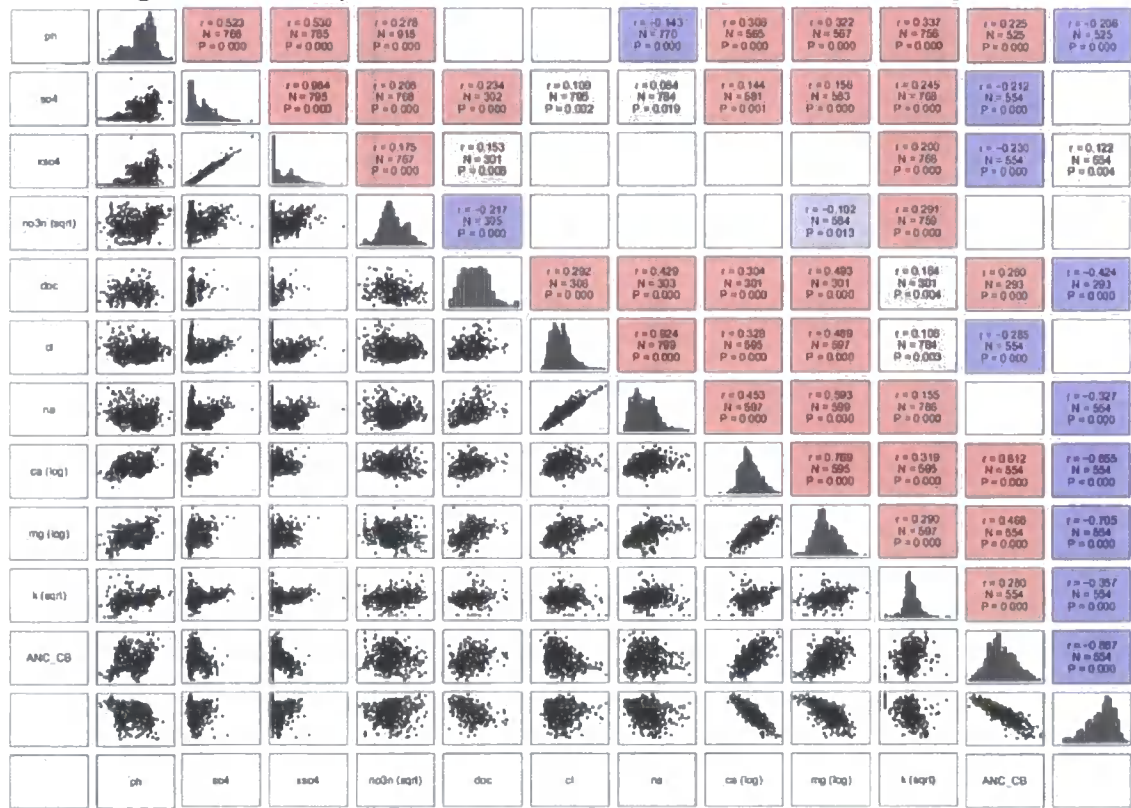 ph
r = 0.523 r = 0.530 r = 0.278 r = -0.143 r = 0.306 r = 0.322 r = 0.337 r = 0.225 r = -0.206
N = 766 N = 765 N = 915 N = 770 N = 565 N = 567 N = 756 N = 525 N = 525
P = 0.000 P = 0.000 P = 0.000 P = 0.000 P = 0.000 P = 0.000 P = 0.000 P = 0.000 P = 0.000
so4
r = 0.984 r = 0.206 r = 0.234 r = 0.109 r = 0.084 r = 0.144 r = 0.156 r = 0.245 r = -0.212
N = 795 N = 768 N = 302 N = 795 N = 784 N = 581 N = 583 N = 768 N = 554
P = 0.000 P = 0.000 P = 0.000 P = 0.002 P = 0.019 P = 0.001 P = 0.000 P = 0.000 P = 0.000
xso4
r = 0.175 r = 0.153 r = 0.200 r = -0.230 r = 0.122
N = 767 N = 301 N = 766 N = 554 N = 554
P = 0.000 P = 0.008 P = 0.000 P = 0.000 P = 0.004
no3n (sqrt)
r = -0.217 r = -0.102 r = 0.291
N = 305 N = 584 N = 759
P = 0.000 P = 0.013 P = 0.000
doc
r = 0.292 r = 0.429 r = 0.304 r = 0.493 r = 0.164 r = 0.260 r = -0.424
N = 306 N = 303 N = 301 N = 301 N = 301 N = 293 N = 293
P = 0.000 P = 0.000 P = 0.000 P = 0.000 P = 0.004 P = 0.000 P = 0.000
cl
r = 0.924 r = 0.328 r = 0.489 r = 0.106 r = -0.285
N = 799 N = 595 N = 597 N = 784 N = 554
P = 0.000 P = 0.000 P = 0.000 P = 0.003 P = 0.000
na
r = 0.453 r = 0.593 r = 0.155 r = -0.327
N = 597 N = 599 N = 786 N = 554
P = 0.000 P = 0.000 P = 0.000 P = 0.000
ca (log)
r = 0.769 r = 0.319 r = 0.612 r = -0.855
N = 595 N = 595 N = 554 N = 554
P = 0.000 P = 0.000 P = 0.000 P = 0.000
mg (log)
r = 0.290 r = 0.466 r = -0.705
N = 597 N = 554 N = 554
P = 0.000 P = 0.000 P = 0.000
k (sqrt)
r = 0.280 r = -0.357
N = 554 N = 554
P = 0.000 P = 0.000
ANC_CB
r = -0.867
N = 554
P = 0.000
ph so4 xso4 no3n (sqrt) doc cl na ca (log) mg (log) k (sqrt) ANC_CB